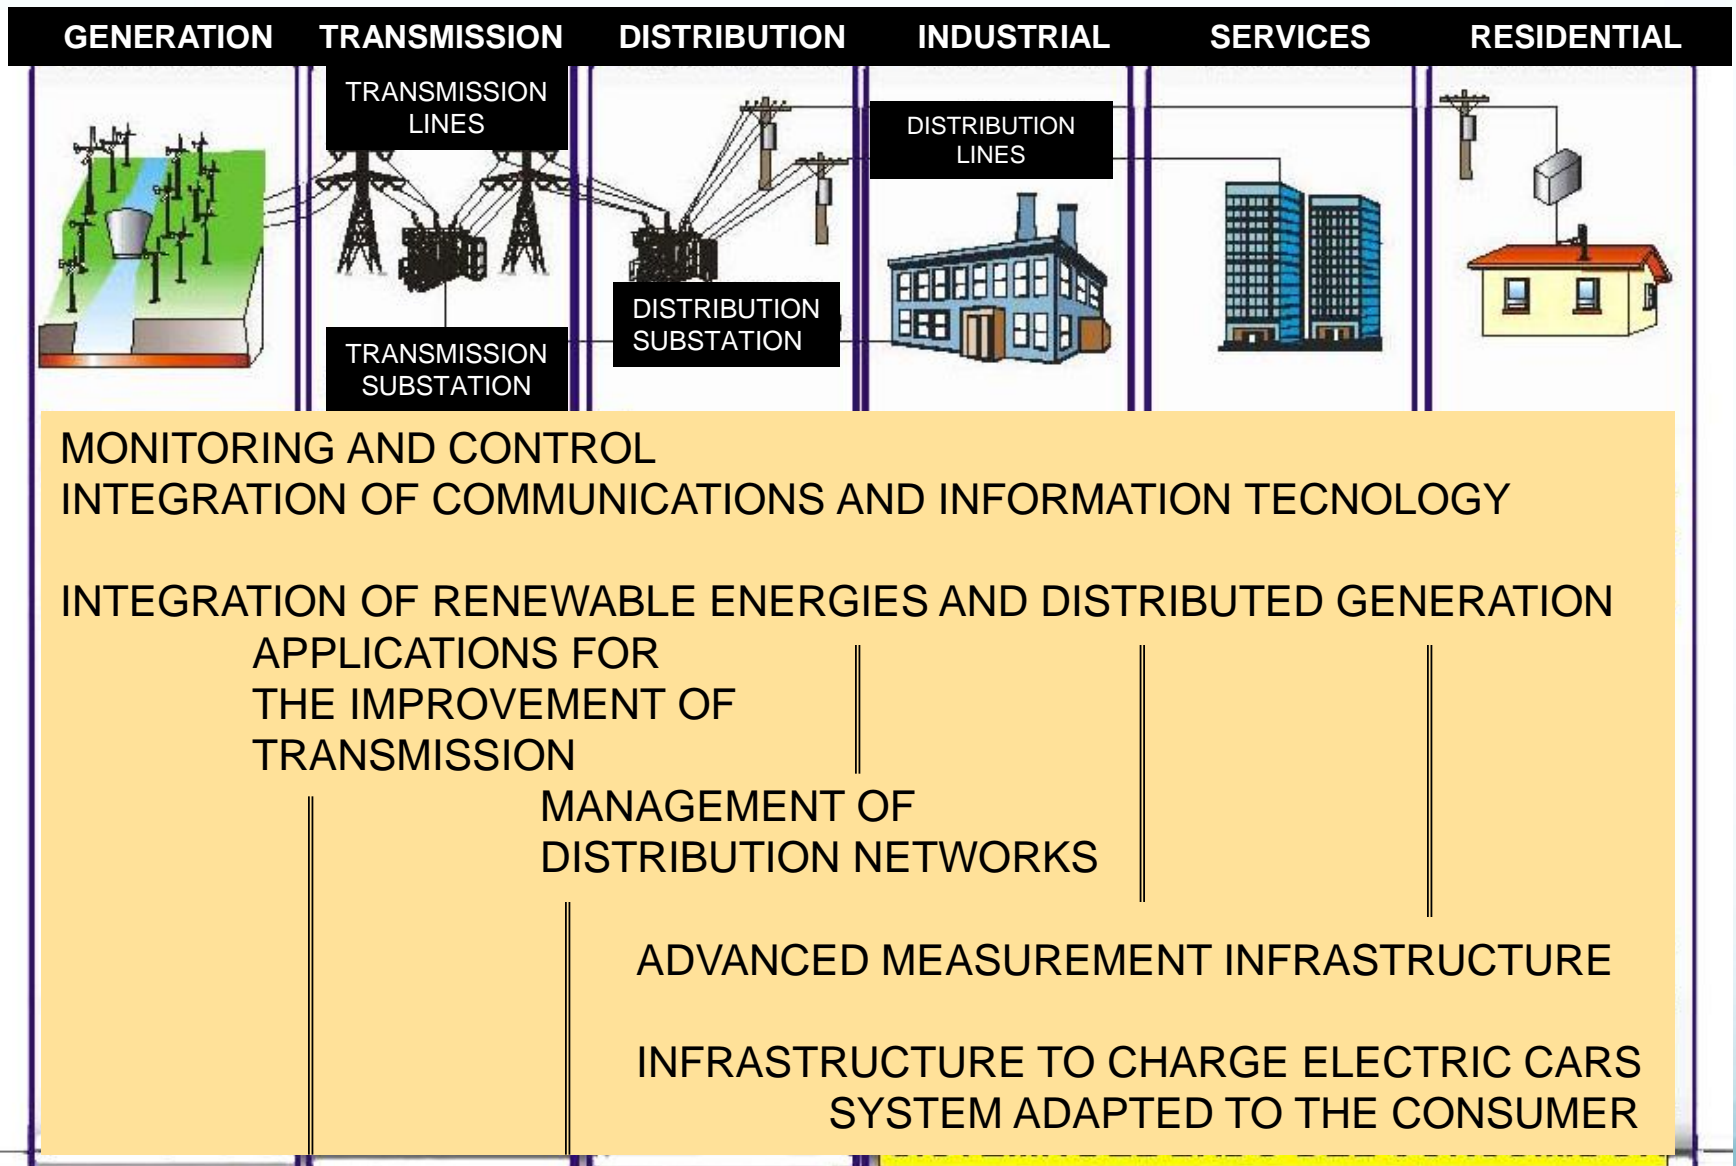 GENERATION TRANSMISSION DISTRIBUTION INDUSTRIAL SERVICES RESIDENTIAL
TRANSMISSION
LINES
DISTRIBUTION
LINES
DISTRIBUTION
SUBSTATION
TRANSMISSION
SUBSTATION
MONITORING AND CONTROL
INTEGRATION OF COMMUNICATIONS AND INFORMATION TECNOLOGY
INTEGRATION OF RENEWABLE ENERGIES AND DISTRIBUTED GENERATION
APPLICATIONS FOR
THE IMPROVEMENT OF
TRANSMISSION
MANAGEMENT OF
DISTRIBUTION NETWORKS
ADVANCED MEASUREMENT INFRASTRUCTURE
INFRASTRUCTURE TO CHARGE ELECTRIC CARS
SYSTEM ADAPTED TO THE CONSUMER